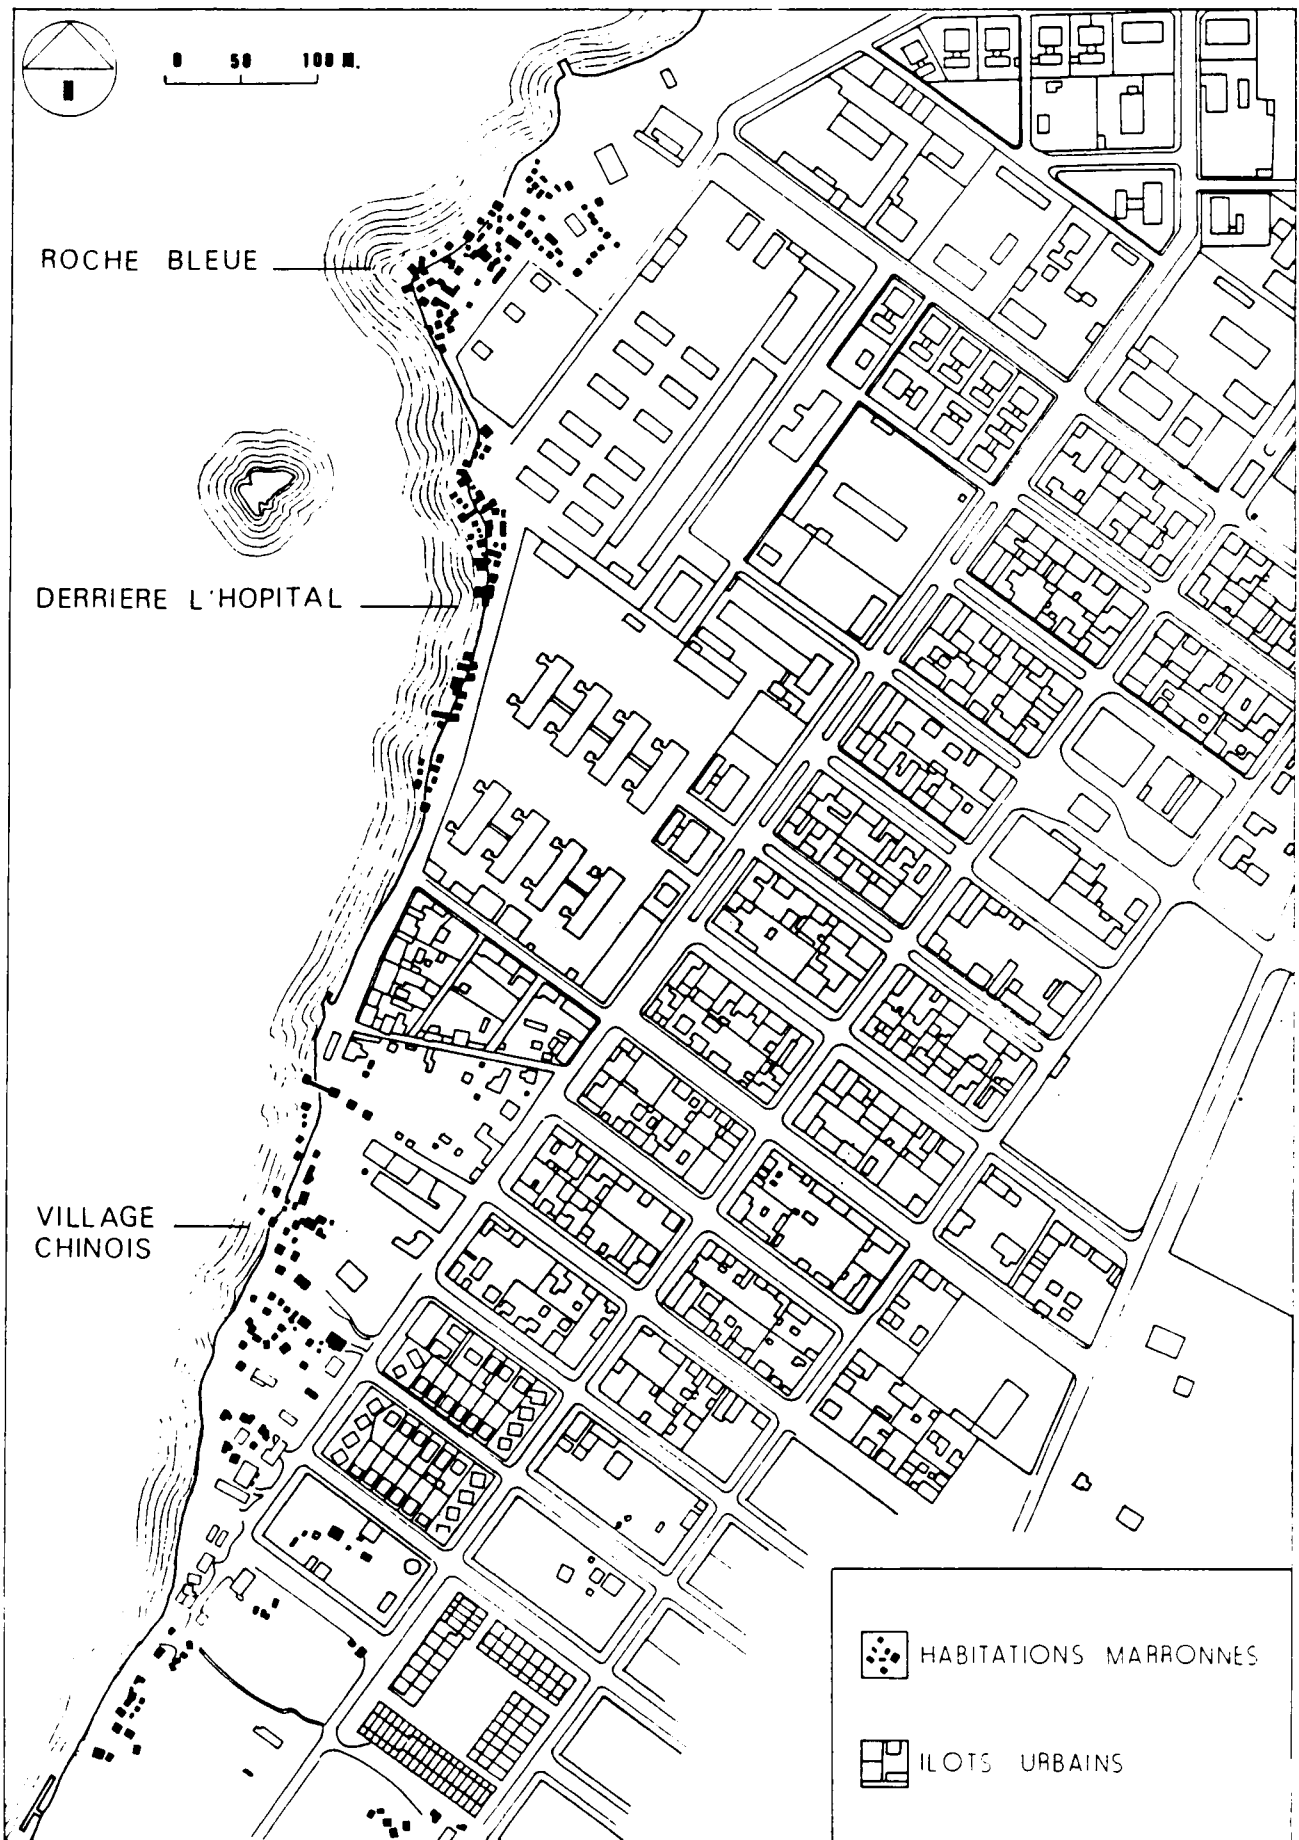 N
0 50 100 M.
ROCHE BLEUE
DERRIERE L'HOPITAL
VILLAGE
CHINOIS
HABITATIONS MARRONNES
ILOTS URBAINS